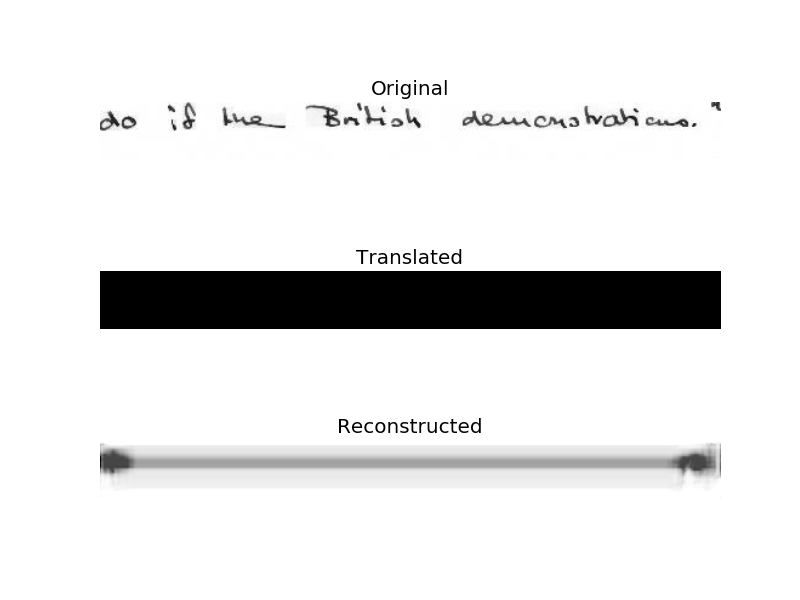 Original
do if the British demonstrations."
Translated
Reconstructed